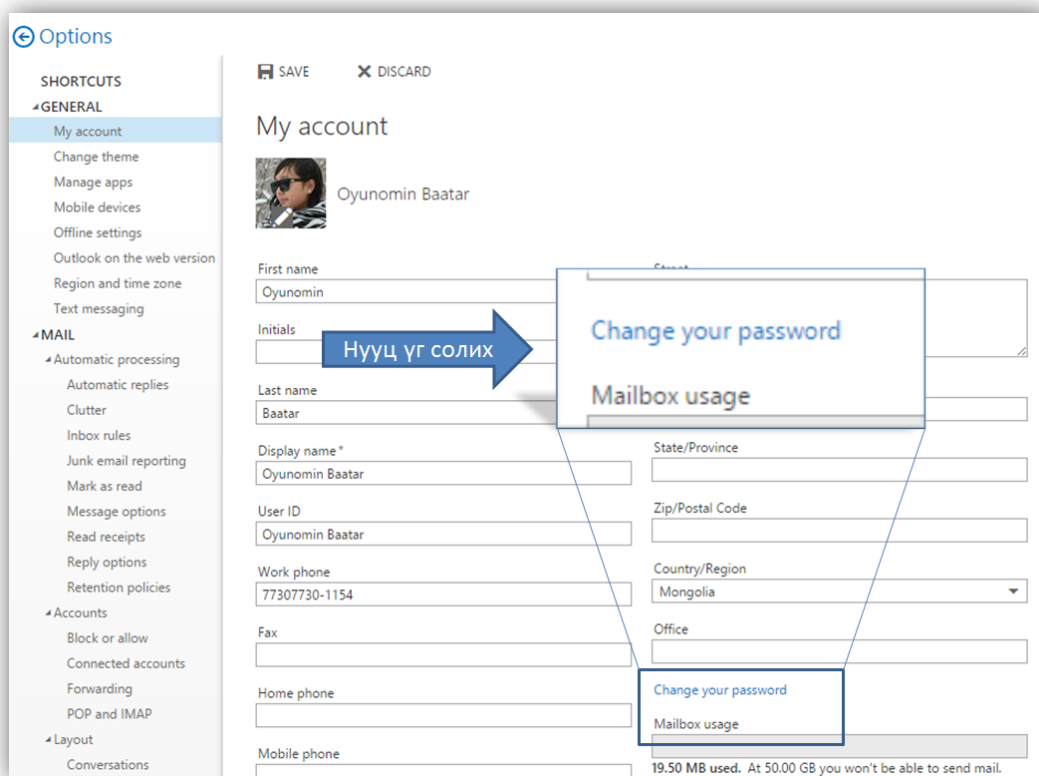 Options
SHORTCUTS
GENERAL
My account
Change theme
Manage apps
Mobile devices
Offline settings
Outlook on the web version
Region and time zone
Text messaging
MAIL
Automatic processing
Automatic replies
Clutter
Inbox rules
Junk email reporting
Mark as read
Message options
Read receipts
Reply options
Retention policies
Accounts
Block or allow
Connected accounts
Forwarding
POP and IMAP
Layout
Conversations
SAVE
DISCARD
My account
Oyunomin Baatar
First name
Oyunomin
Initials
Last name
Baatar
Display name*
Oyunomin Baatar
User ID
Oyunomin Baatar
Work phone
77307730-1154
Fax
Home phone
Mobile phone
Нууц үг солих
Change your password
Mailbox usage
State/Province
Zip/Postal Code
Country/Region
Mongolia
Office
Change your password
Mailbox usage
19.50 MB used. At 50.00 GB you won't be able to send mail.